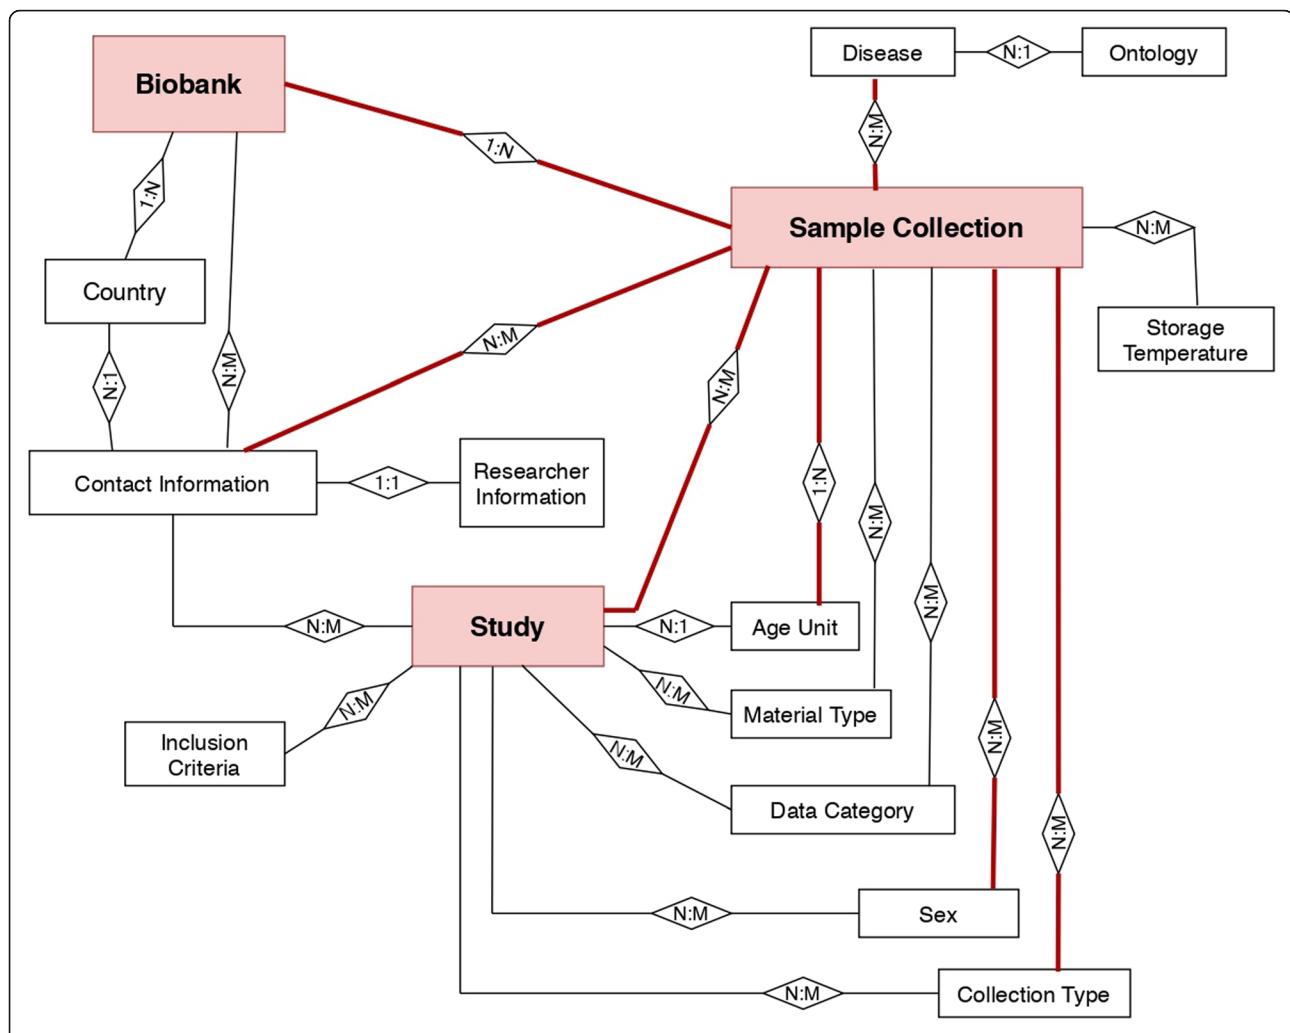 Biobank
Disease
N:1
Ontology
N:M
1:N
1:N
Sample Collection
N:M
Country
Storage
Temperature
N:M
N:M
N:1
N:M
Contact Information
1:1
Researcher
Information
1:N
N:M
N:M
Study
N:M
N:1
Age Unit
N:M
Material Type
N:M
Inclusion
Criteria
N:M
Data Category
N:M
N:M
N:M
Sex
N:M
Collection Type